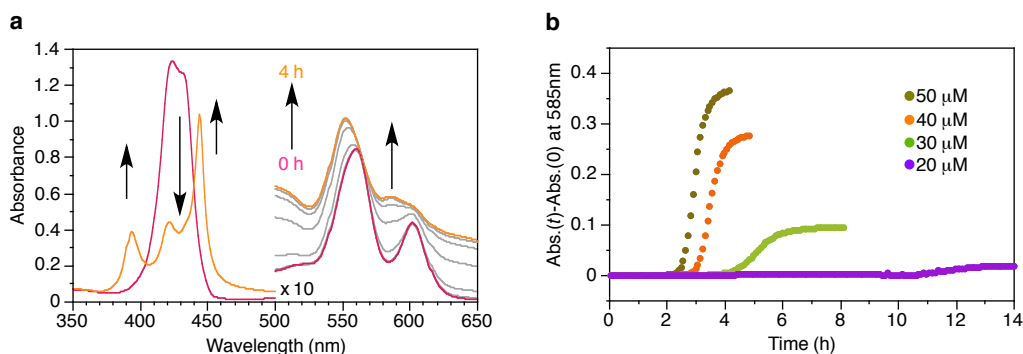 a
1.4
1.2
1.0
0.8
0.6
0.4
0.2
0
Absorbance
4 h
0 h
x 10
350
400
450
500
550
600
650
Wavelength (nm)
b
0.4
0.3
0.2
0.1
0.0
Abs.(t)-Abs.(0) at 585nm
50 μM
40 μM
30 μM
20 μM
0
2
4
6
8
10
12
14
Time (h)